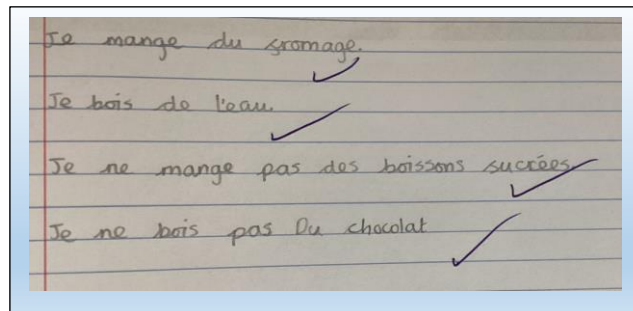 Je mange du fromage.
Je bois de l'eau.
Je ne mange pas des boissons sucrées.
Je ne bois pas Du chocolat